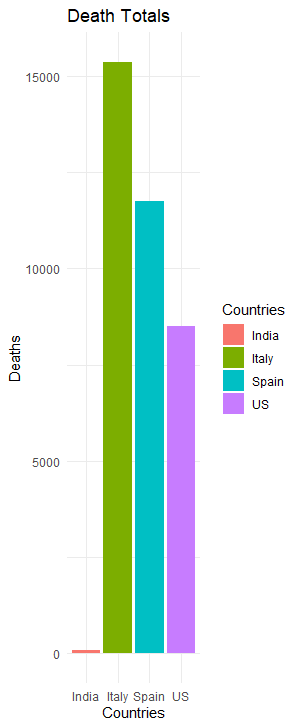 Death Totals
15000
10000
5000
0
Deaths
India Italy Spain US
Countries
Countries
India
Italy
Spain
US